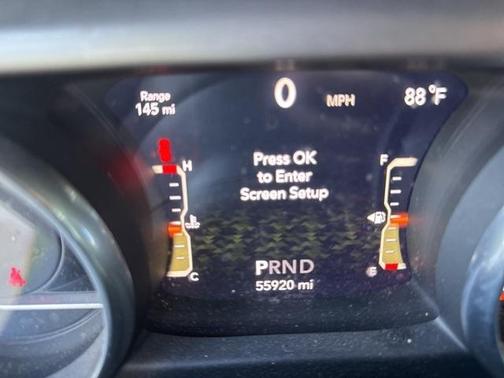 0 MPH 88°F
Range
145 mi
H F
Press OK
to Enter
Screen Setup
C E
PRND
55920 mi